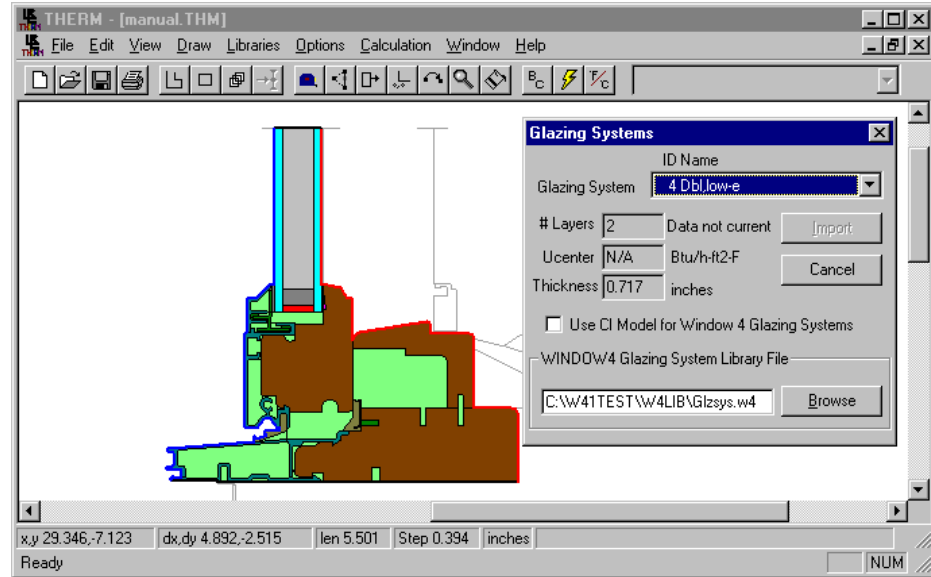 THERM - [manual.THM]
File Edit View Draw Libraries Options Calculation Window Help
BC °F/C
Glazing Systems
ID Name
Glazing System 4 Dbl,low-e
# Layers 2 Data not current Import
Ucenter N/A Btu/h-ft2-F
Cancel
Thickness 0.717 inches
Use CI Model for Window 4 Glazing Systems
WINDOW4 Glazing System Library File
C:\W41TEST\W4LIB\Glzsys.w4 Browse
x,y 29.346,-7.123 dx,dy 4.892,-2.515 len 5.501 Step 0.394 inches
Ready NUM